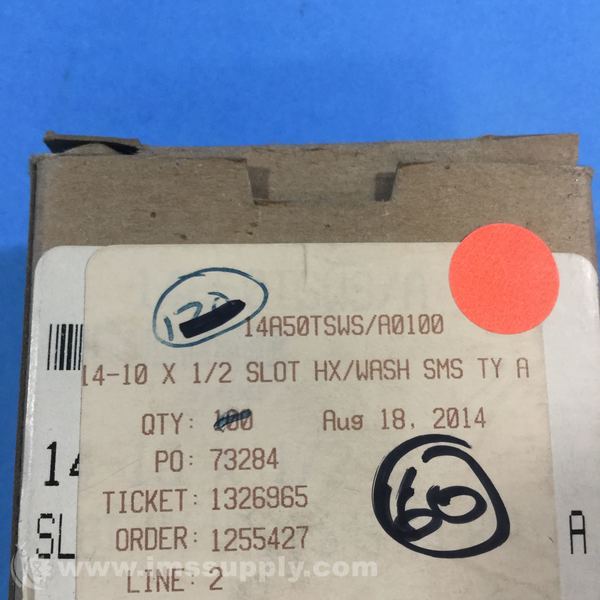 14A50TSWS/A0100
14-10 X 1/2 SLOT HX/WASH SMS TY A
QTY: 100 Aug 18, 2014
PO: 73284
TICKET: 1326965
ORDER: 1255427
LINE: 2
60
14
SL
A
www.imssupply.com